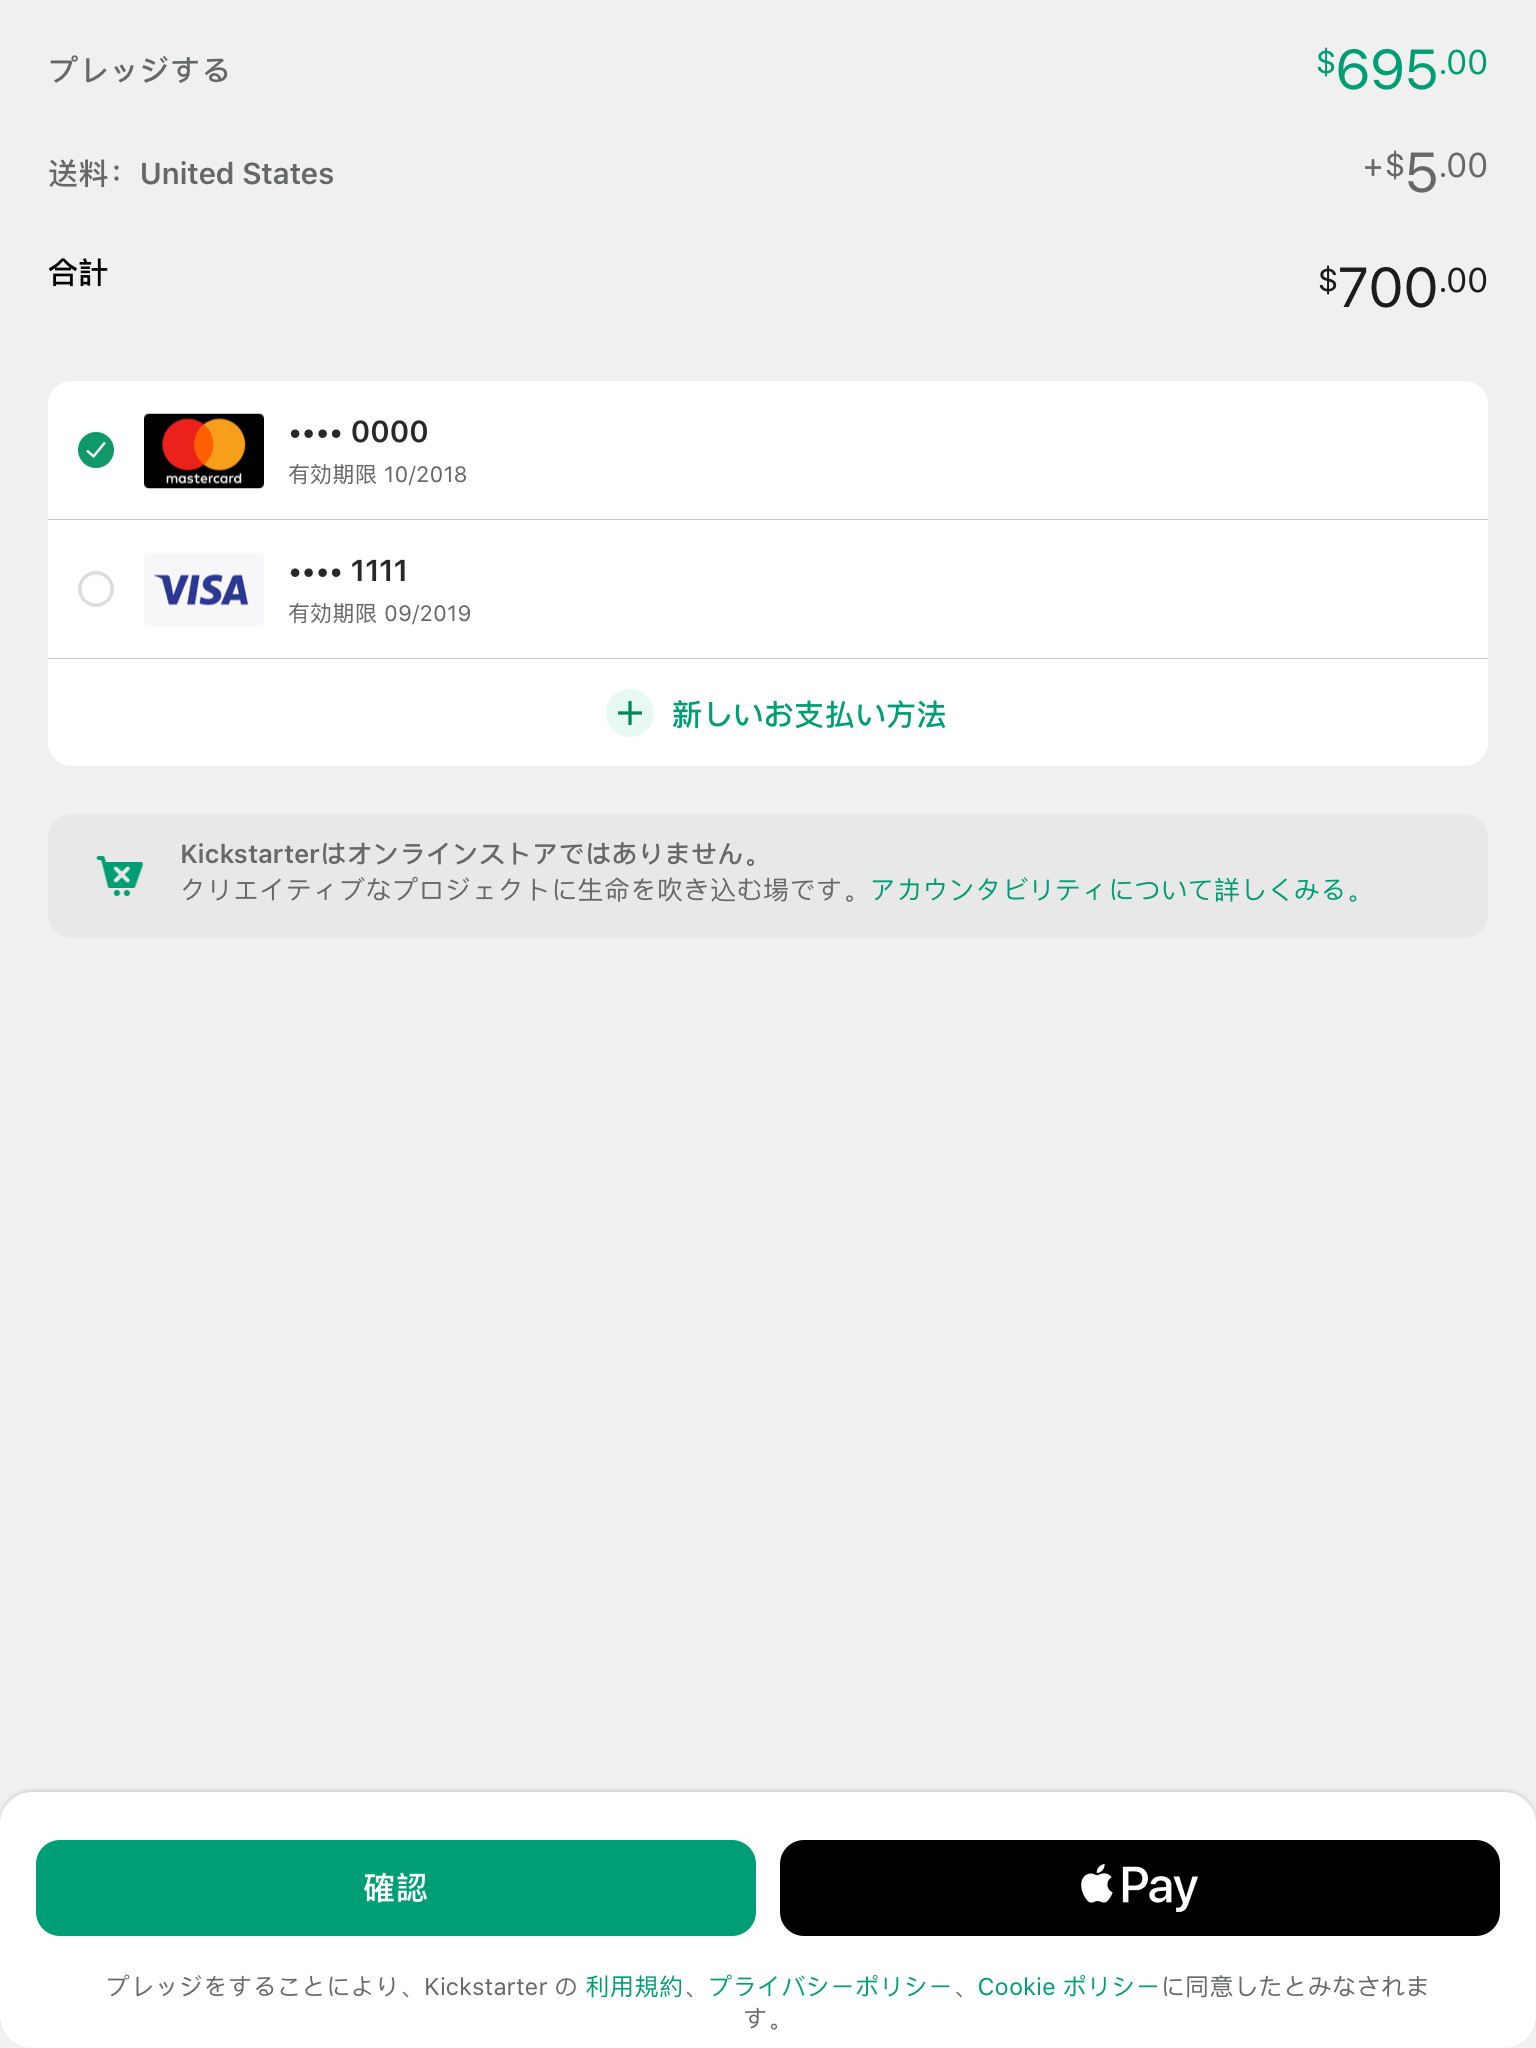 プレッジする $695.00
送料： United States +$5.00
合計 $700.00
mastercard
•••• 0000
有効期限 10/2018
VISA
•••• 1111
有効期限 09/2019
新しいお支払い方法
Kickstarterはオンラインストアではありません。
クリエイティブなプロジェクトに生命を吹き込む場です。アカウンタビリティについて詳しくみる。
確認
Pay
プレッジをすることにより、Kickstarter の 利用規約、プライバシーポリシー、Cookie ポリシーに同意したとみなされま
す。